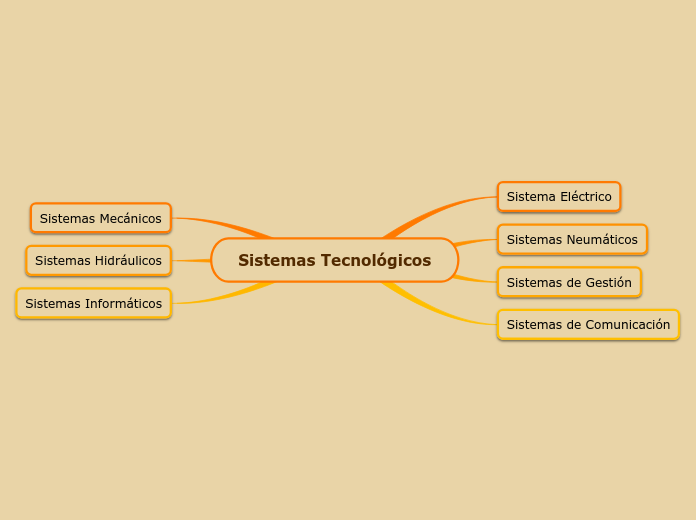 Sistemas Tecnológicos
Sistema Eléctrico
Sistemas Neumáticos
Sistemas de Gestión
Sistemas de Comunicación
Sistemas Mecánicos
Sistemas Hidráulicos
Sistemas Informáticos